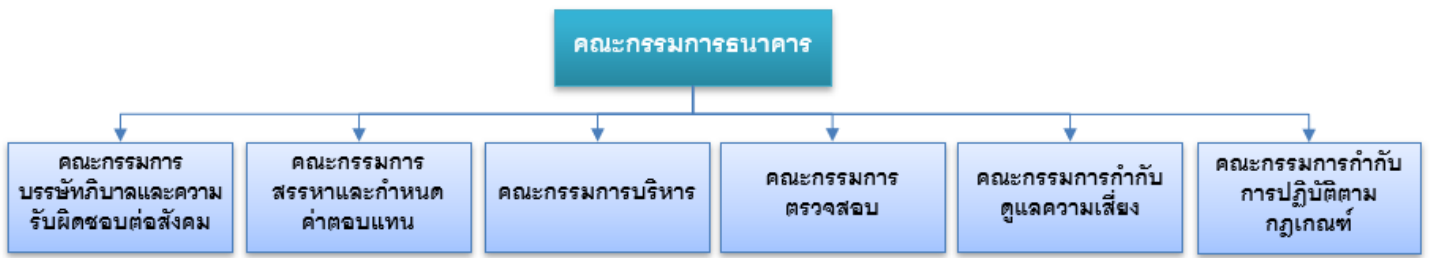 คณะกรรมการธนาคาร
คณะกรรมการ
บรรษัทภิบาลและความ
รับผิดชอบต่อสังคม
คณะกรรมการ
สรรหาและกำหนด
ค่าตอบแทน
คณะกรรมการบริหาร
คณะกรรมการ
ตรวจสอบ
คณะกรรมการกำกับ
ดูแลความเสี่ยง
คณะกรรมการกำกับ
การปฏิบัติตาม
กฎเกณฑ์